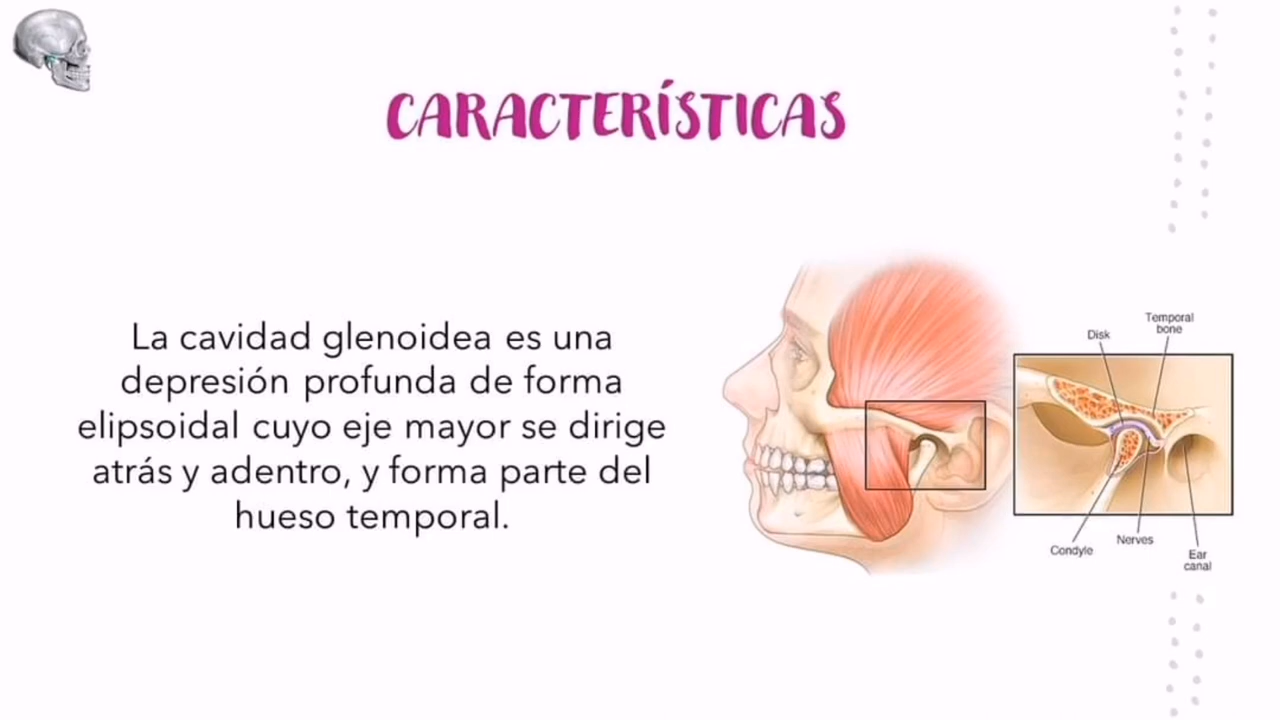 CARACTERÍSTICAS
La cavidad glenoidea es una
depresión profunda de forma
elipsoidal cuyo eje mayor se dirige
atrás y adentro, y forma parte del
hueso temporal.
Temporal
bone
Disk
Condyle
Nerves
Ear
canal